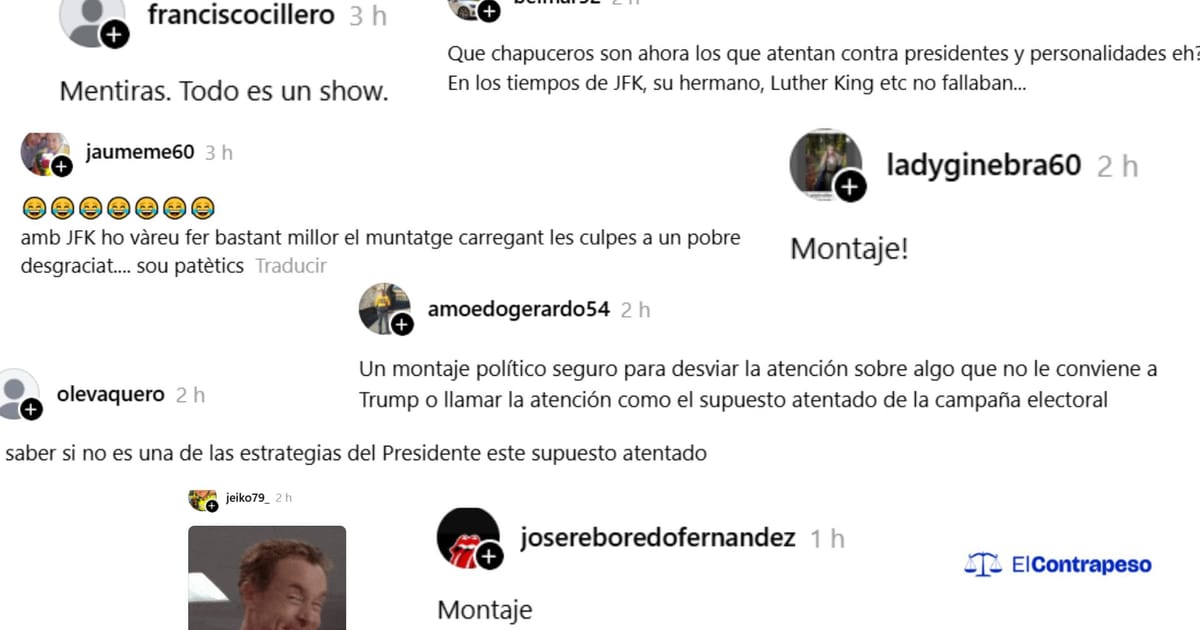 franciscocillero 3 h
Mentiras. Todo es un show.
2 h
Que chapuceros son ahora los que atentan contra presidentes y personalidades eh?
En los tiempos de JFK, su hermano, Luther King etc no fallaban...
jaumeme60 3 h
😂😂😂😂😂😂😂
amb JFK ho vàreu fer bastant millor el muntatge carregant les culpes a un pobre
desgraciat.... sou patètics Traducir
ladyginebra60 2 h
Montaje!
amoedogerardo54 2 h
Un montaje político seguro para desviar la atención sobre algo que no le conviene a
Trump o llamar la atención como el supuesto atentado de la campaña electoral
olevaquero 2 h
saber si no es una de las estrategias del Presidente este supuesto atentado
jeiko79_ 2 h
josereboredofernandez 1 h
Montaje
ElContrapeso